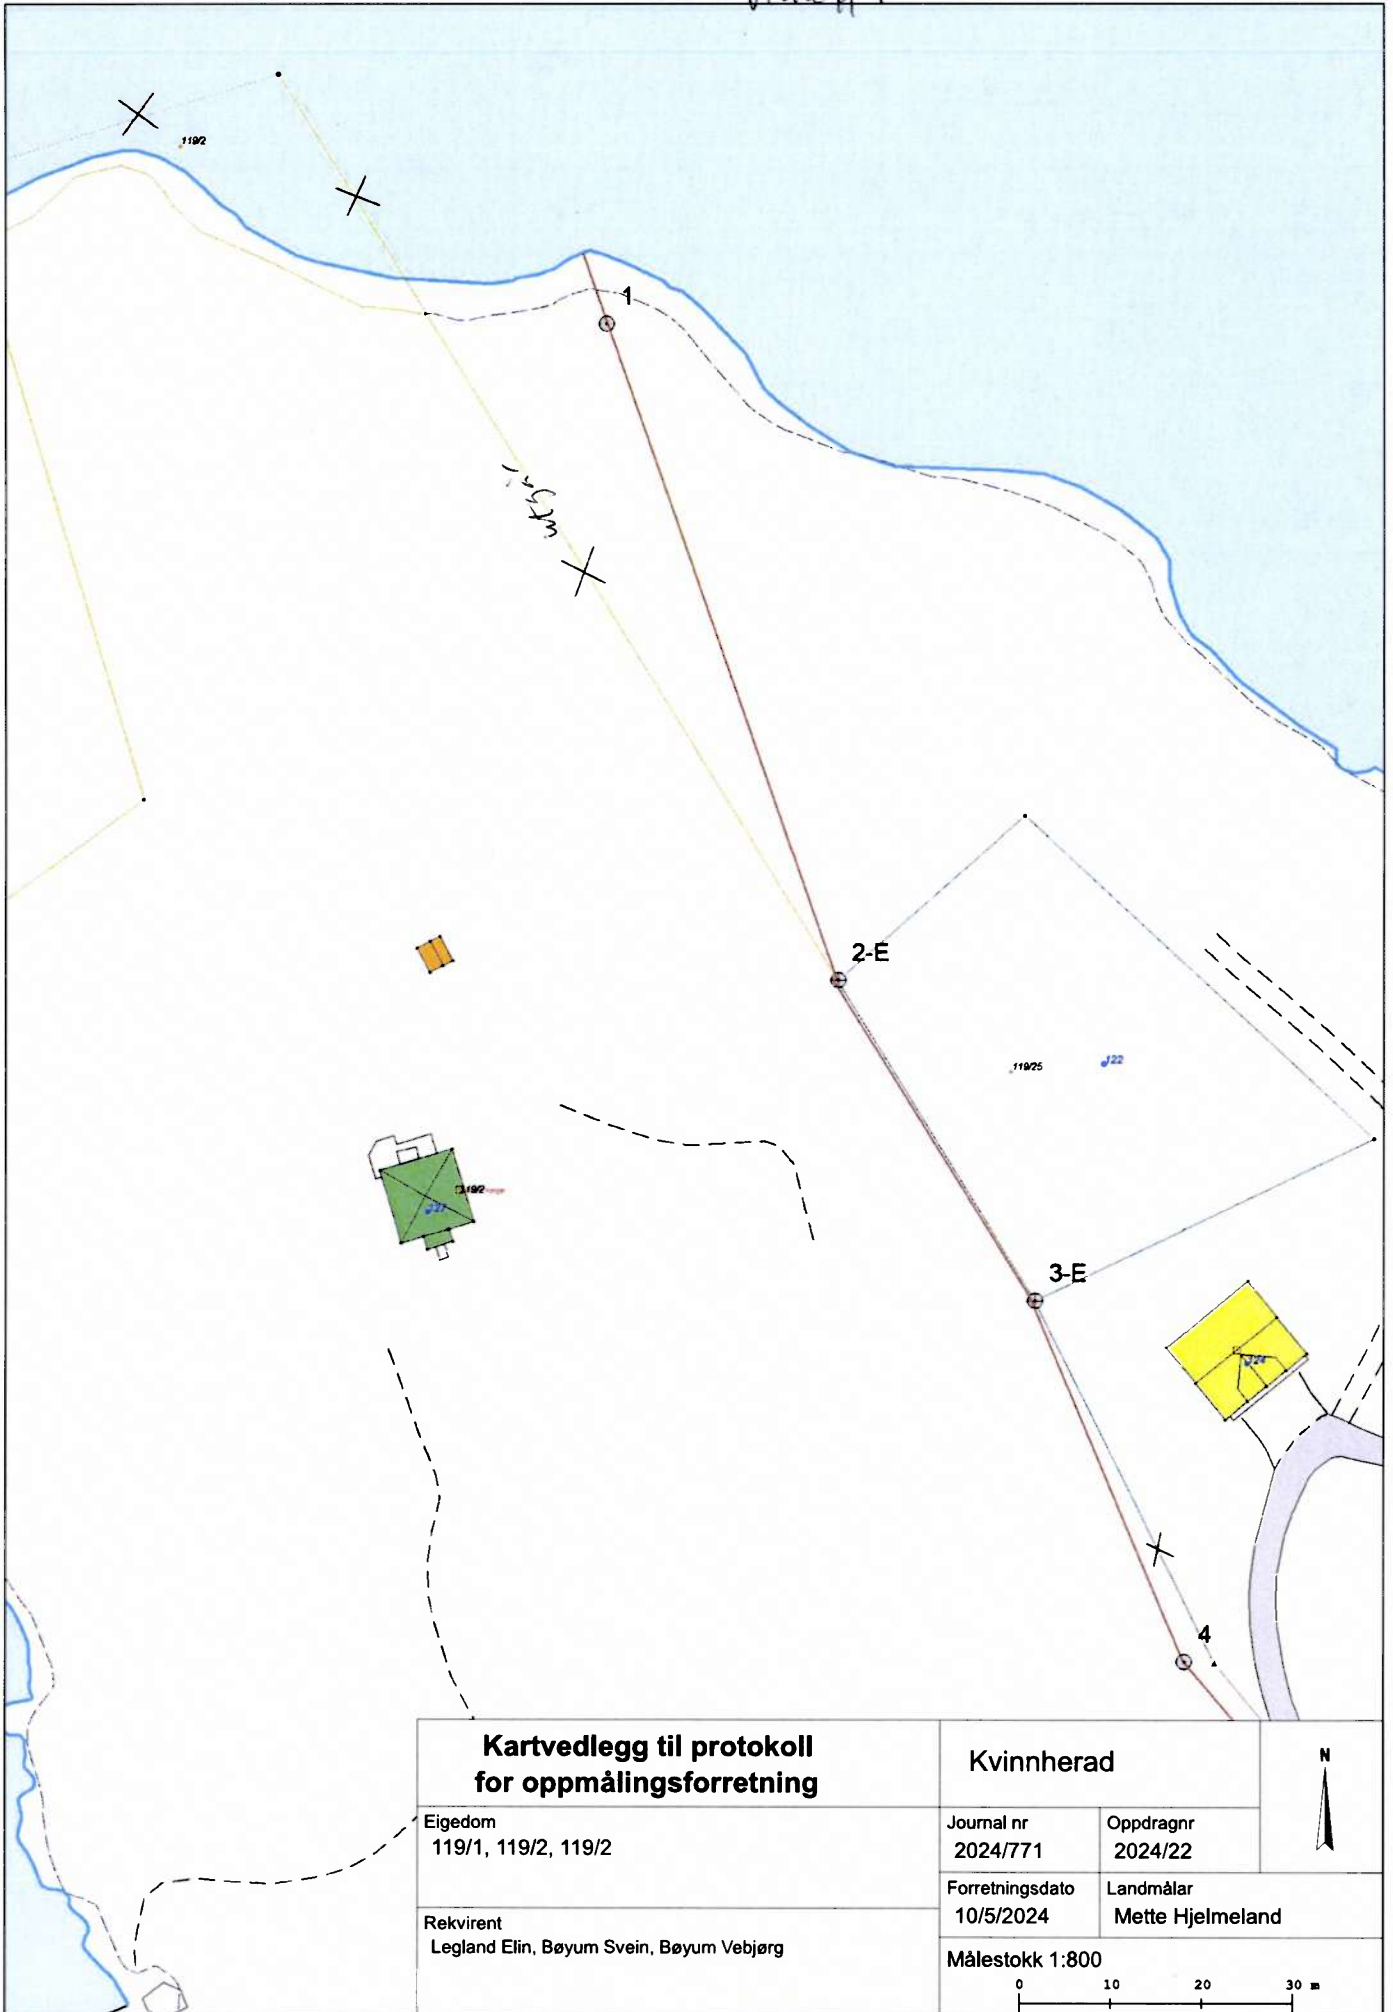 119/2
1
utgår
2-E
119/25
122
119/2
3-E
4
Kartvedlegg til protokoll
for oppmålingsforretning
Kvinnherad
N
Eigedom
119/1, 119/2, 119/2
Journal nr
2024/771
Oppdragnr
2024/22
Forretningsdato
10/5/2024
Landmålar
Mette Hjelmeland
Rekvirent
Legland Elin, Bøyum Svein, Bøyum Vebjørg
Målestokk 1:800
0 10 20 30 m